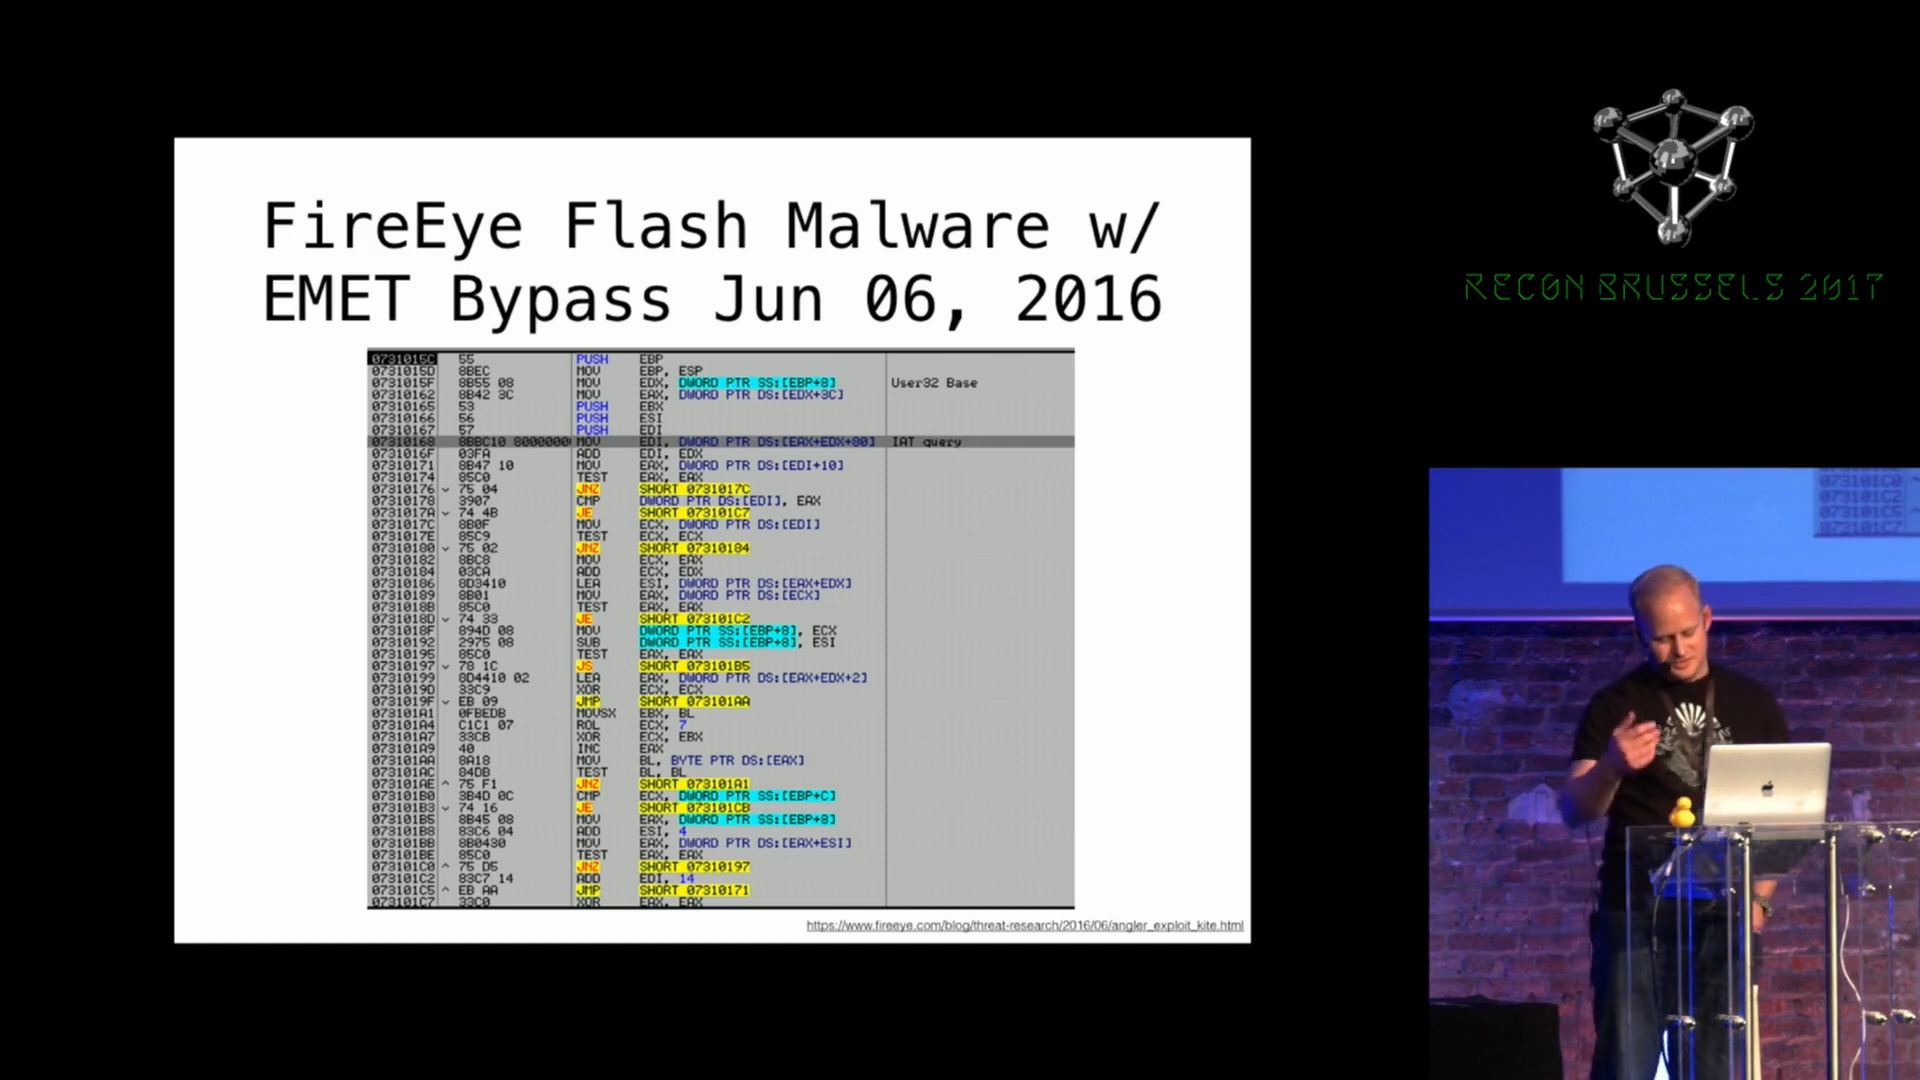 FireEye Flash Malware w/
EMET Bypass Jun 06, 2016
0731015C 55 PUSH EBP
0731015D 8BEC MOV EBP, ESP
0731015F 8B55 08 MOV EDX, DWORD PTR SS:[EBP+8] User32 Base
07310162 8B42 3C MOV EAX, DWORD PTR DS:[EDX+3C]
07310165 53 PUSH EBX
07310166 56 PUSH ESI
07310167 57 PUSH EDI
07310168 8BBC10 8000000 MOV EDI, DWORD PTR DS:[EAX+EDX+80] IAT query
0731016F 03FA ADD EDI, EDX
07310171 8B47 10 MOV EAX, DWORD PTR DS:[EDI+10]
07310174 85C0 TEST EAX, EAX
07310176 75 04 JNZ SHORT 0731017C
07310178 3907 CMP DWORD PTR DS:[EDI], EAX
0731017A 74 4B JE SHORT 073101C7
0731017C 8B0F MOV ECX, DWORD PTR DS:[EDI]
0731017E 85C9 TEST ECX, ECX
07310180 75 02 JNZ SHORT 07310184
07310182 8BC8 MOV ECX, EAX
07310184 03CA ADD ECX, EDX
07310186 8D3410 LEA ESI, DWORD PTR DS:[EAX+EDX]
07310189 8B01 MOV EAX, DWORD PTR DS:[ECX]
0731018B 85C0 TEST EAX, EAX
0731018D 74 33 JE SHORT 073101C2
0731018F 894D 08 MOV DWORD PTR SS:[EBP+8], ECX
07310192 2975 08 SUB DWORD PTR SS:[EBP+8], ESI
07310195 85C0 TEST EAX, EAX
07310197 78 1C JS SHORT 073101B5
07310199 8D4410 02 LEA EAX, DWORD PTR DS:[EAX+EDX+2]
0731019D 33C9 XOR ECX, ECX
0731019F EB 09 JMP SHORT 073101AA
073101A1 0FBEDB MOVSX EBX, BL
073101A4 C1C1 07 ROL ECX, 7
073101A7 33CB XOR ECX, EBX
073101A9 40 INC EAX
073101AA 8A18 MOV BL, BYTE PTR DS:[EAX]
073101AC 84DB TEST BL, BL
073101AE 75 F1 JNZ SHORT 073101A1
073101B0 3B4D 0C CMP ECX, DWORD PTR SS:[EBP+C]
073101B3 74 16 JE SHORT 073101CB
073101B5 8B45 08 MOV EAX, DWORD PTR SS:[EBP+8]
073101B8 83C6 04 ADD ESI, 4
073101BB 8B0430 MOV EAX, DWORD PTR DS:[EAX+ESI]
073101BE 85C0 TEST EAX, EAX
073101C0 75 D5 JNZ SHORT 07310197
073101C2 83C7 14 ADD EDI, 14
073101C5 EB AA JMP SHORT 07310171
073101C7 33C0 XOR EAX, EAX
https://www.fireeye.com/blog/threat-research/2016/06/angler_exploit_kite.html
RECON BRUSSELS 2017
073101C0
073101C2
073101C5
073101C7